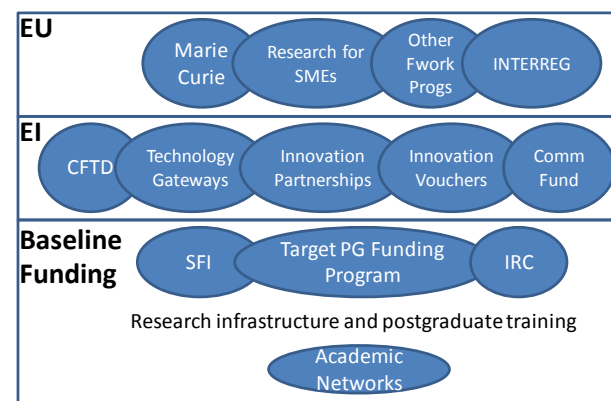 EU
Marie
Curie
Research for
SMEs
Other
Fwork
Progs
INTERREG
EI
CFTD
Technology
Gateways
Innovation
Partnerships
Innovation
Vouchers
Comm
Fund
Baseline
Funding
SFI
Target PG Funding
Program
IRC
Research infrastructure and postgraduate training
Academic
Networks